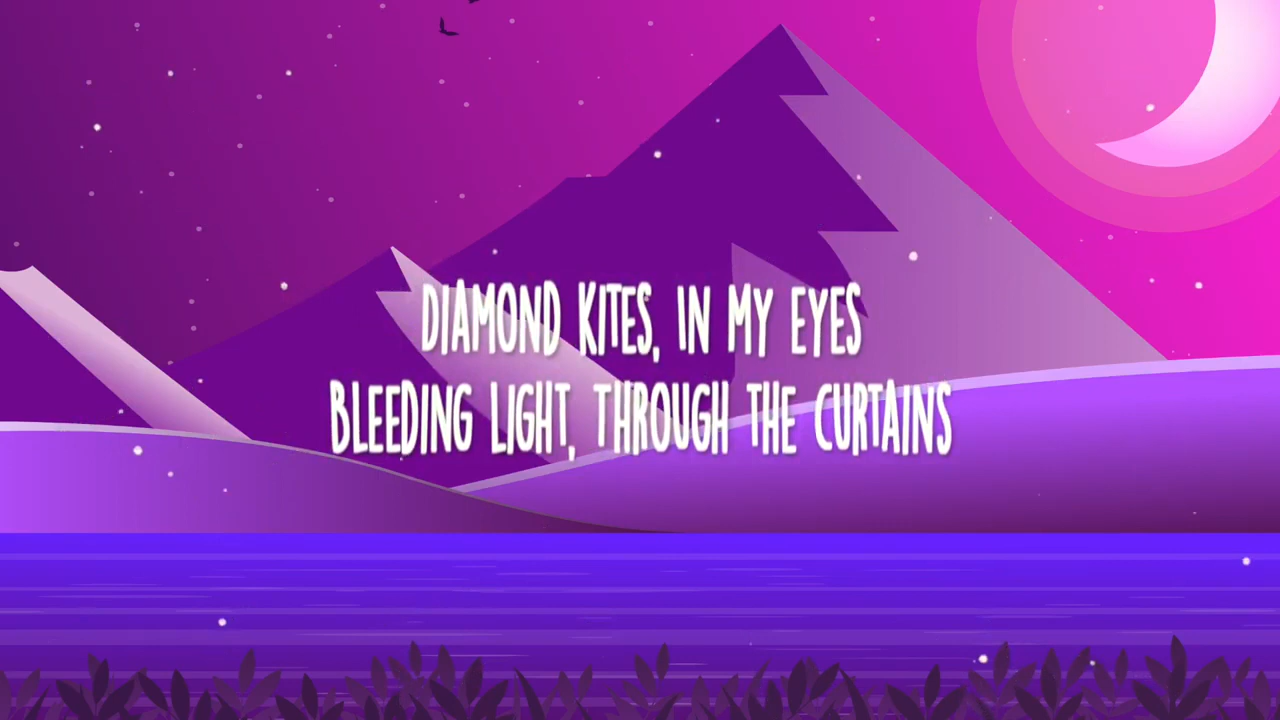 DIAMOND KITES, IN MY EYES
BLEEDING LIGHT, THROUGH THE CURTAINS